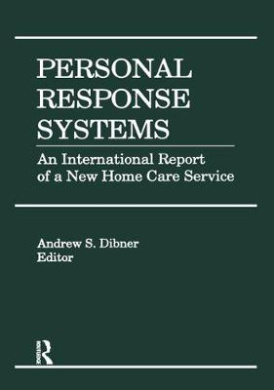 PERSONAL
RESPONSE
SYSTEMS
An International Report
of a New Home Care Service
Andrew S. Dibner
Editor
R
ROUTLEDGE